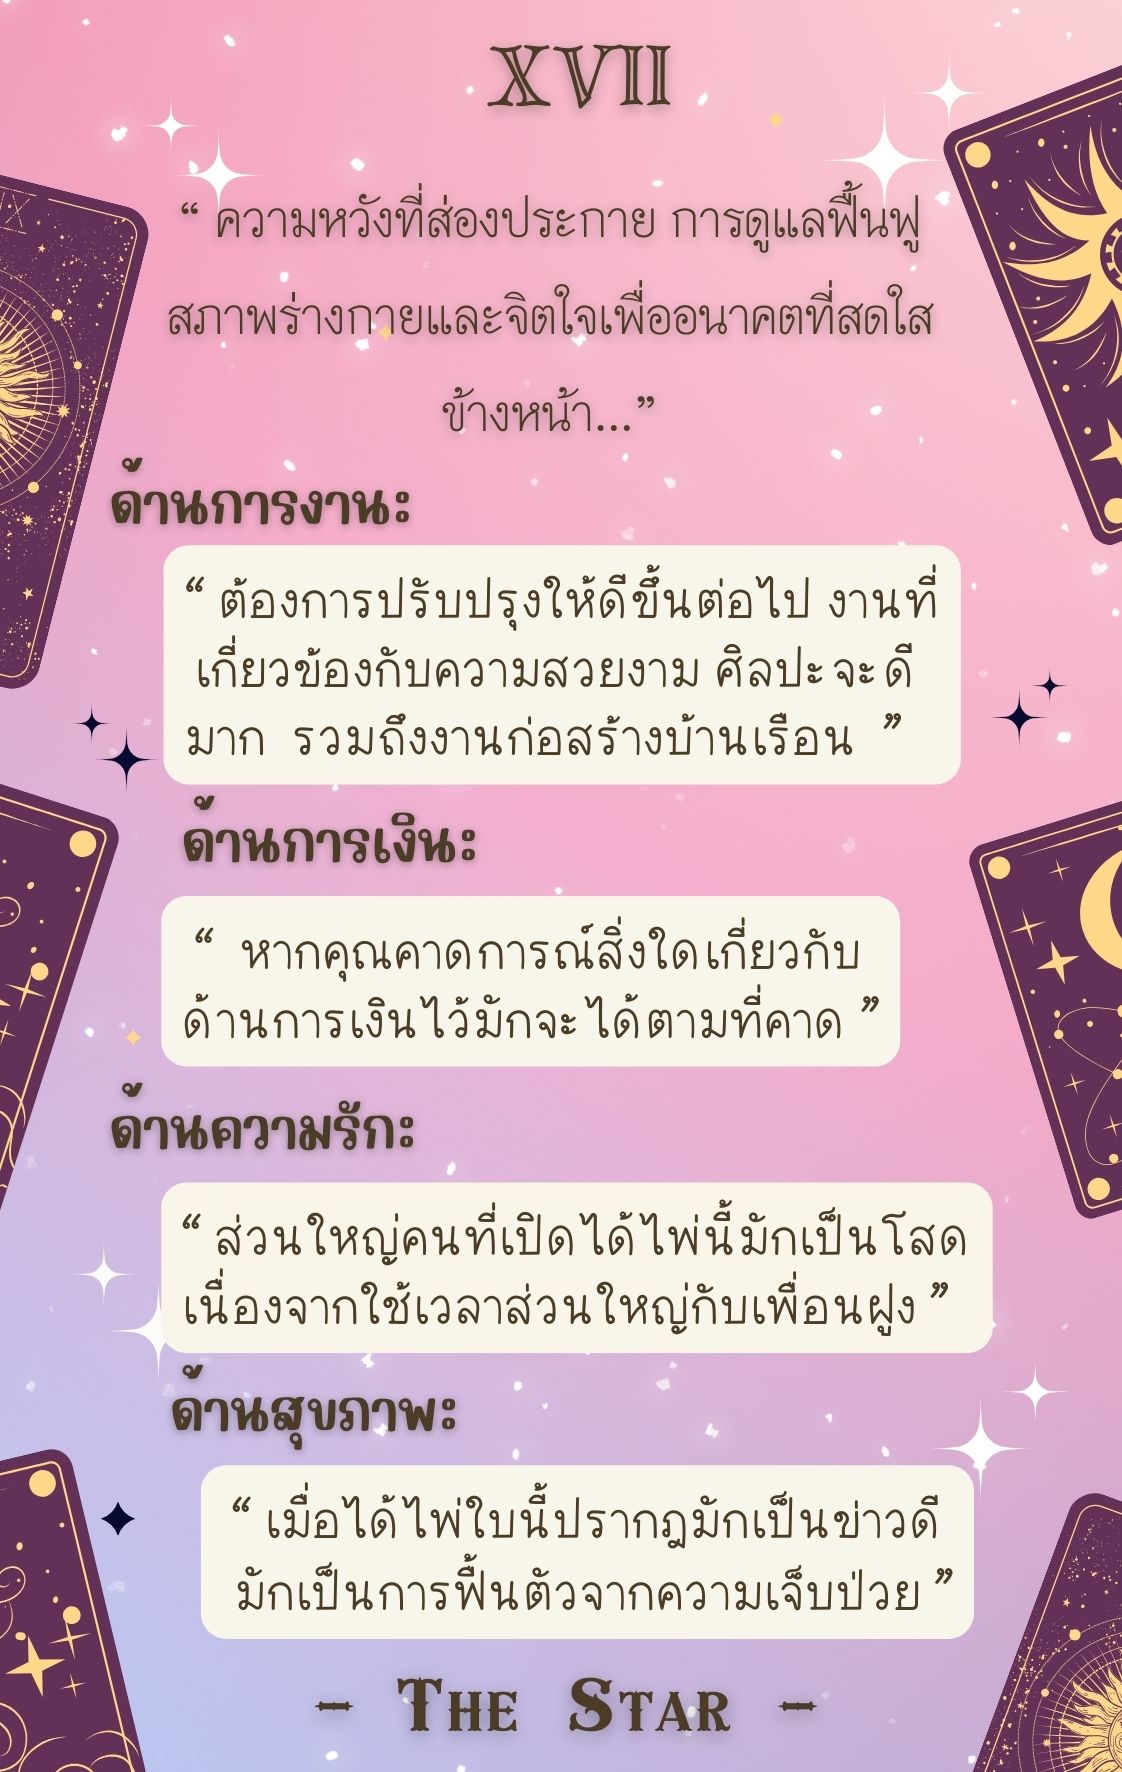 XVII
“ ความหวังที่ส่องประกาย การดูแลฟื้นฟู
สภาพร่างกายและจิตใจเพื่ออนาคตที่สดใส
ข้างหน้า...”
ด้านการงานะ
“ ต้องการปรับปรุงให้ดีขึ้นต่อไป งานที่
เกี่ยวข้องกับความสวยงาม ศิลปะจะดี
มาก รวมถึงงานก่อสร้างบ้านเรือน ”
ด้านการเงินะ
“ หากคุณคาดการณ์สิ่งใดเกี่ยวกับ
ด้านการเงินไว้มักจะได้ตามที่คาด ”
ด้านความรักะ
“ ส่วนใหญ่คนที่เปิดได้ไพ่นี้มักเป็นโสด
เนื่องจากใช้เวลาส่วนใหญ่กับเพื่อนฝูง ”
ด้านสุขภาพะ
“ เมื่อได้ไพ่ใบนี้ปรากฎมักเป็นข่าวดี
มักเป็นการฟื้นตัวจากความเจ็บป่วย ”
- The Star -